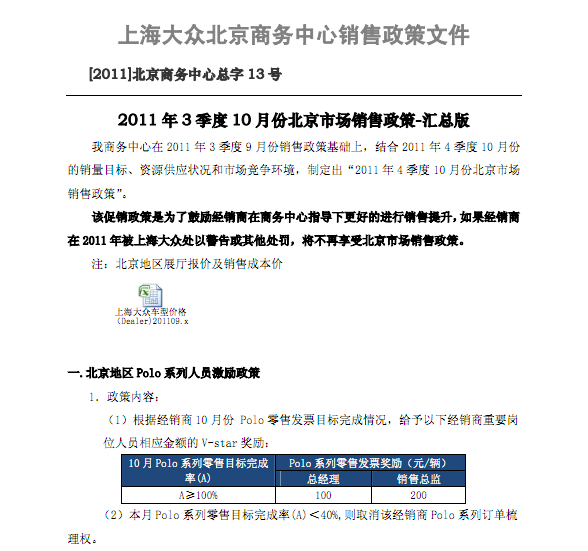 上海大众北京商务中心销售政策文件
[2011]北京商务中心总字 13 号
2011 年 3 季度 10 月份北京市场销售政策-汇总版
我商务中心在 2011 年 3 季度 9 月份销售政策基础上，结合 2011 年 4 季度 10 月份
的销量目标、资源供应状况和市场竞争环境，制定出“2011 年 4 季度 10 月份北京市场
销售政策”。
该促销政策是为了鼓励经销商在商务中心指导下更好的进行销售提升，如果经销商
在 2011 年被上海大众处以警告或其他处罚，将不再享受北京市场销售政策。
注：北京地区展厅报价及销售成本价
上海大众车型价格
（Dealer)201109.x
一.北京地区 Polo 系列人员激励政策
1．政策内容：
（1）根据经销商 10 月份 Polo 零售发票目标完成情况，给予以下经销商重要岗
位人员相应金额的 V-star 奖励：
10 月 Polo 系列零售目标完成 Polo 系列零售发票奖励（元/辆）
率(A) 总经理 销售总监
A≥100% 100 200
（2）本月 Polo 系列零售目标完成率(A)＜40%,则取消该经销商 Polo 系列订单梳
理权。